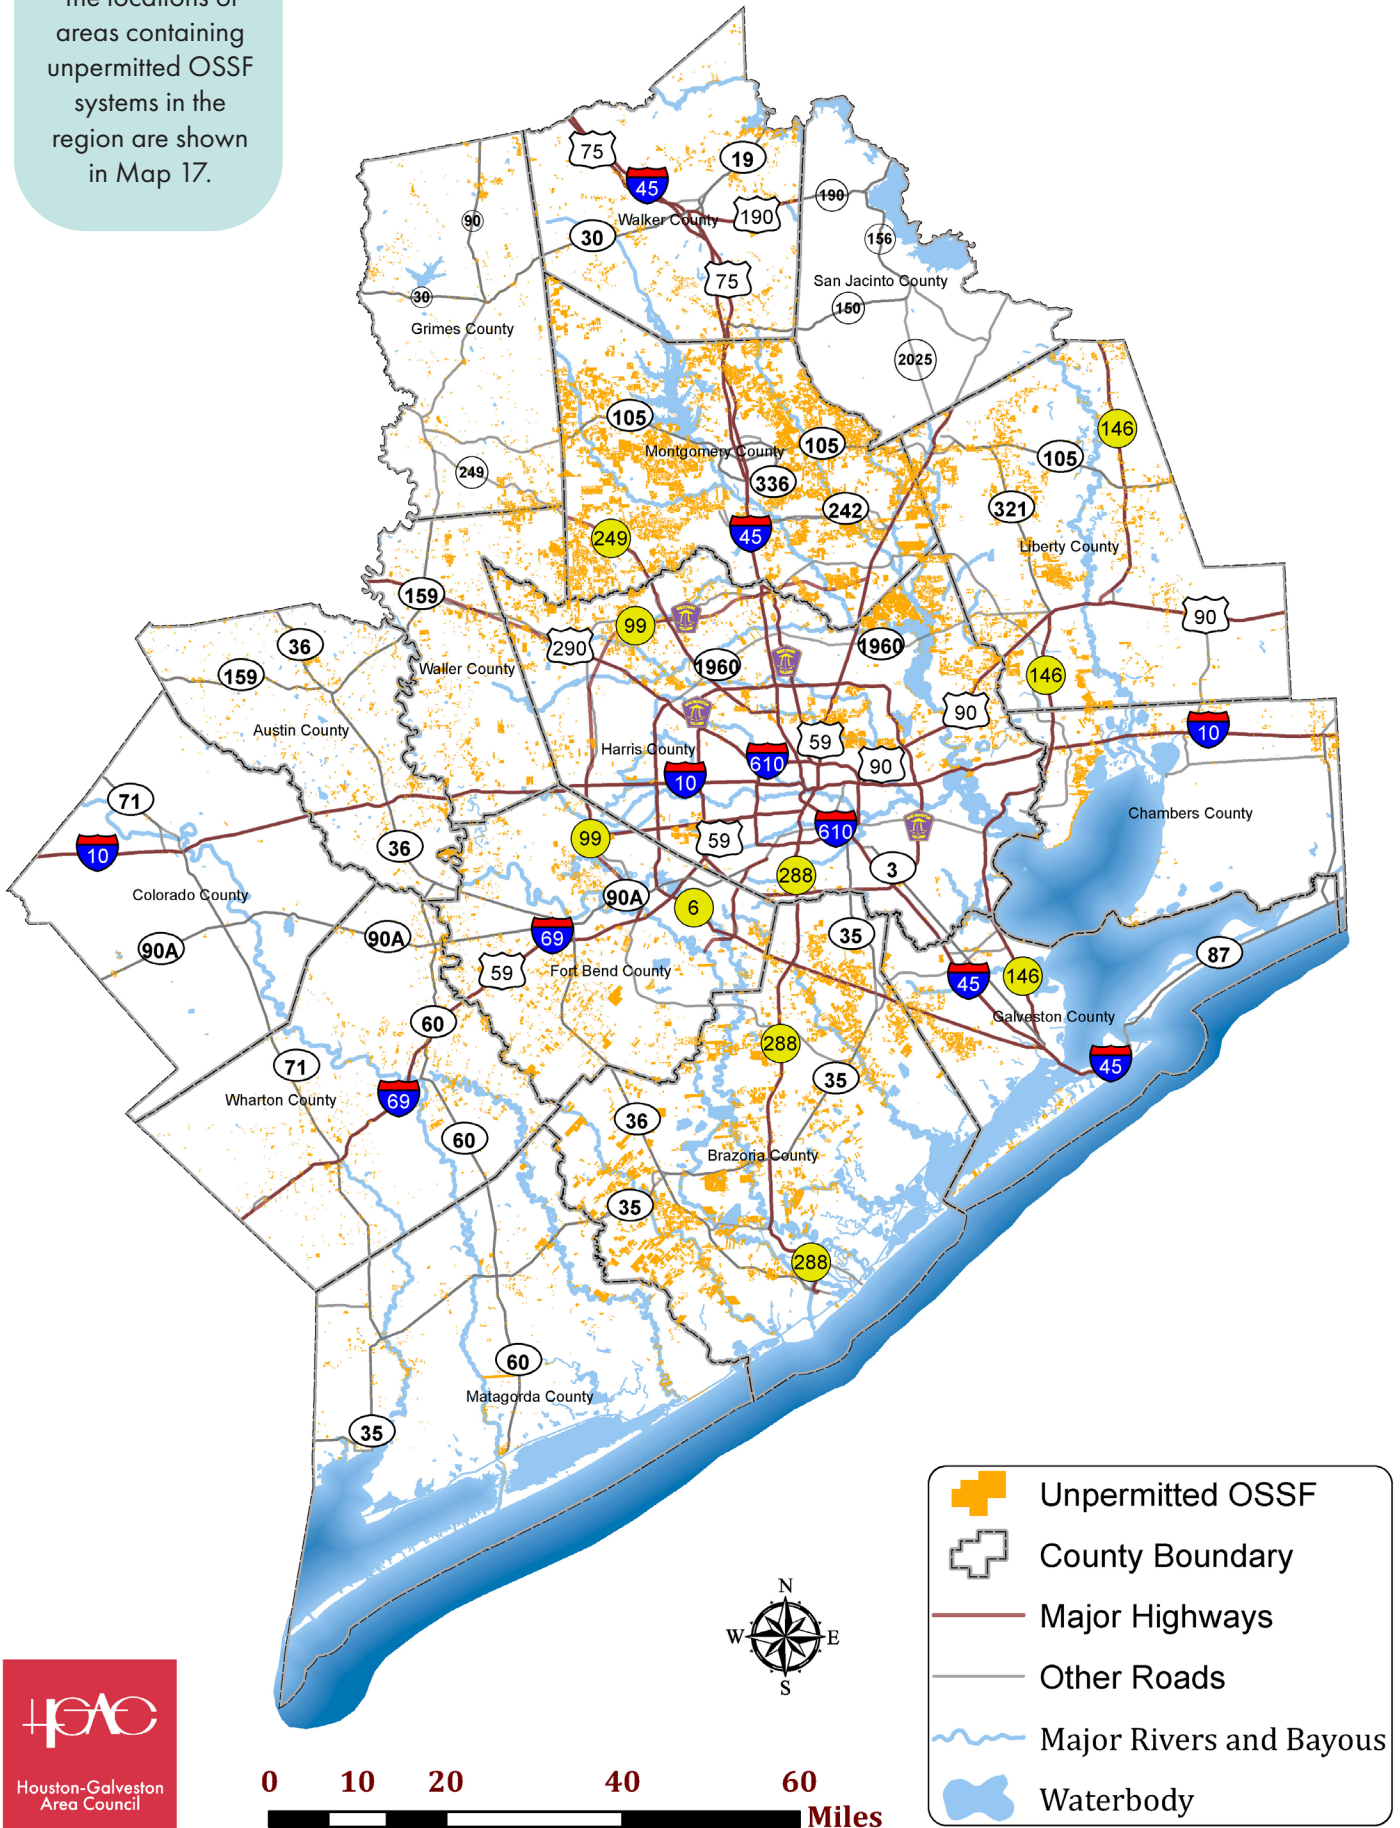 the locations of
areas containing
unpermitted OSSF
systems in the
region are shown
in Map 17.
75
19
45
190
190
Walker County
90
30
156
75
San Jacinto County
30
150
Grimes County
2025
105
146
105
Montgomery County
105
249
336
321
242
249
45
Liberty County
159
90
99
36
290
1960
1960
159
Waller County
146
90
Austin County
10
59
Harris County
610
90
10
71
Chambers County
610
99
59
36
10
3
288
Colorado County
90A
6
35
90A
69
90A
87
59
Fort Bend County
45
146
60
Galveston County
288
45
71
35
69
Wharton County
36
60
Brazoria County
35
288
60
Matagorda County
35
Unpermitted OSSF
County Boundary
Major Highways
Other Roads
Major Rivers and Bayous
Waterbody
N
W
E
S
HGAC
Houston-Galveston
Area Council
0 10 20 40 60
Miles